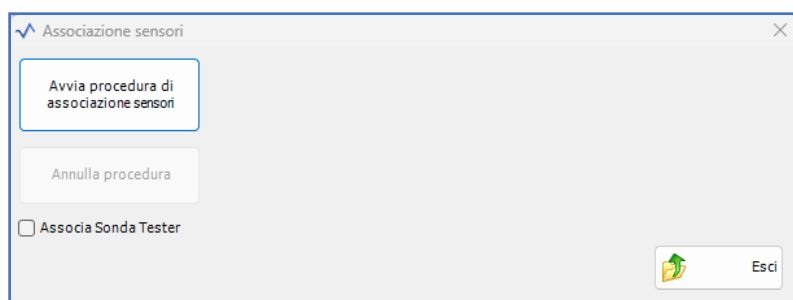 Associazione sensori
Avvia procedura di
associazione sensori
Annulla procedura
Associa Sonda Tester
Esci